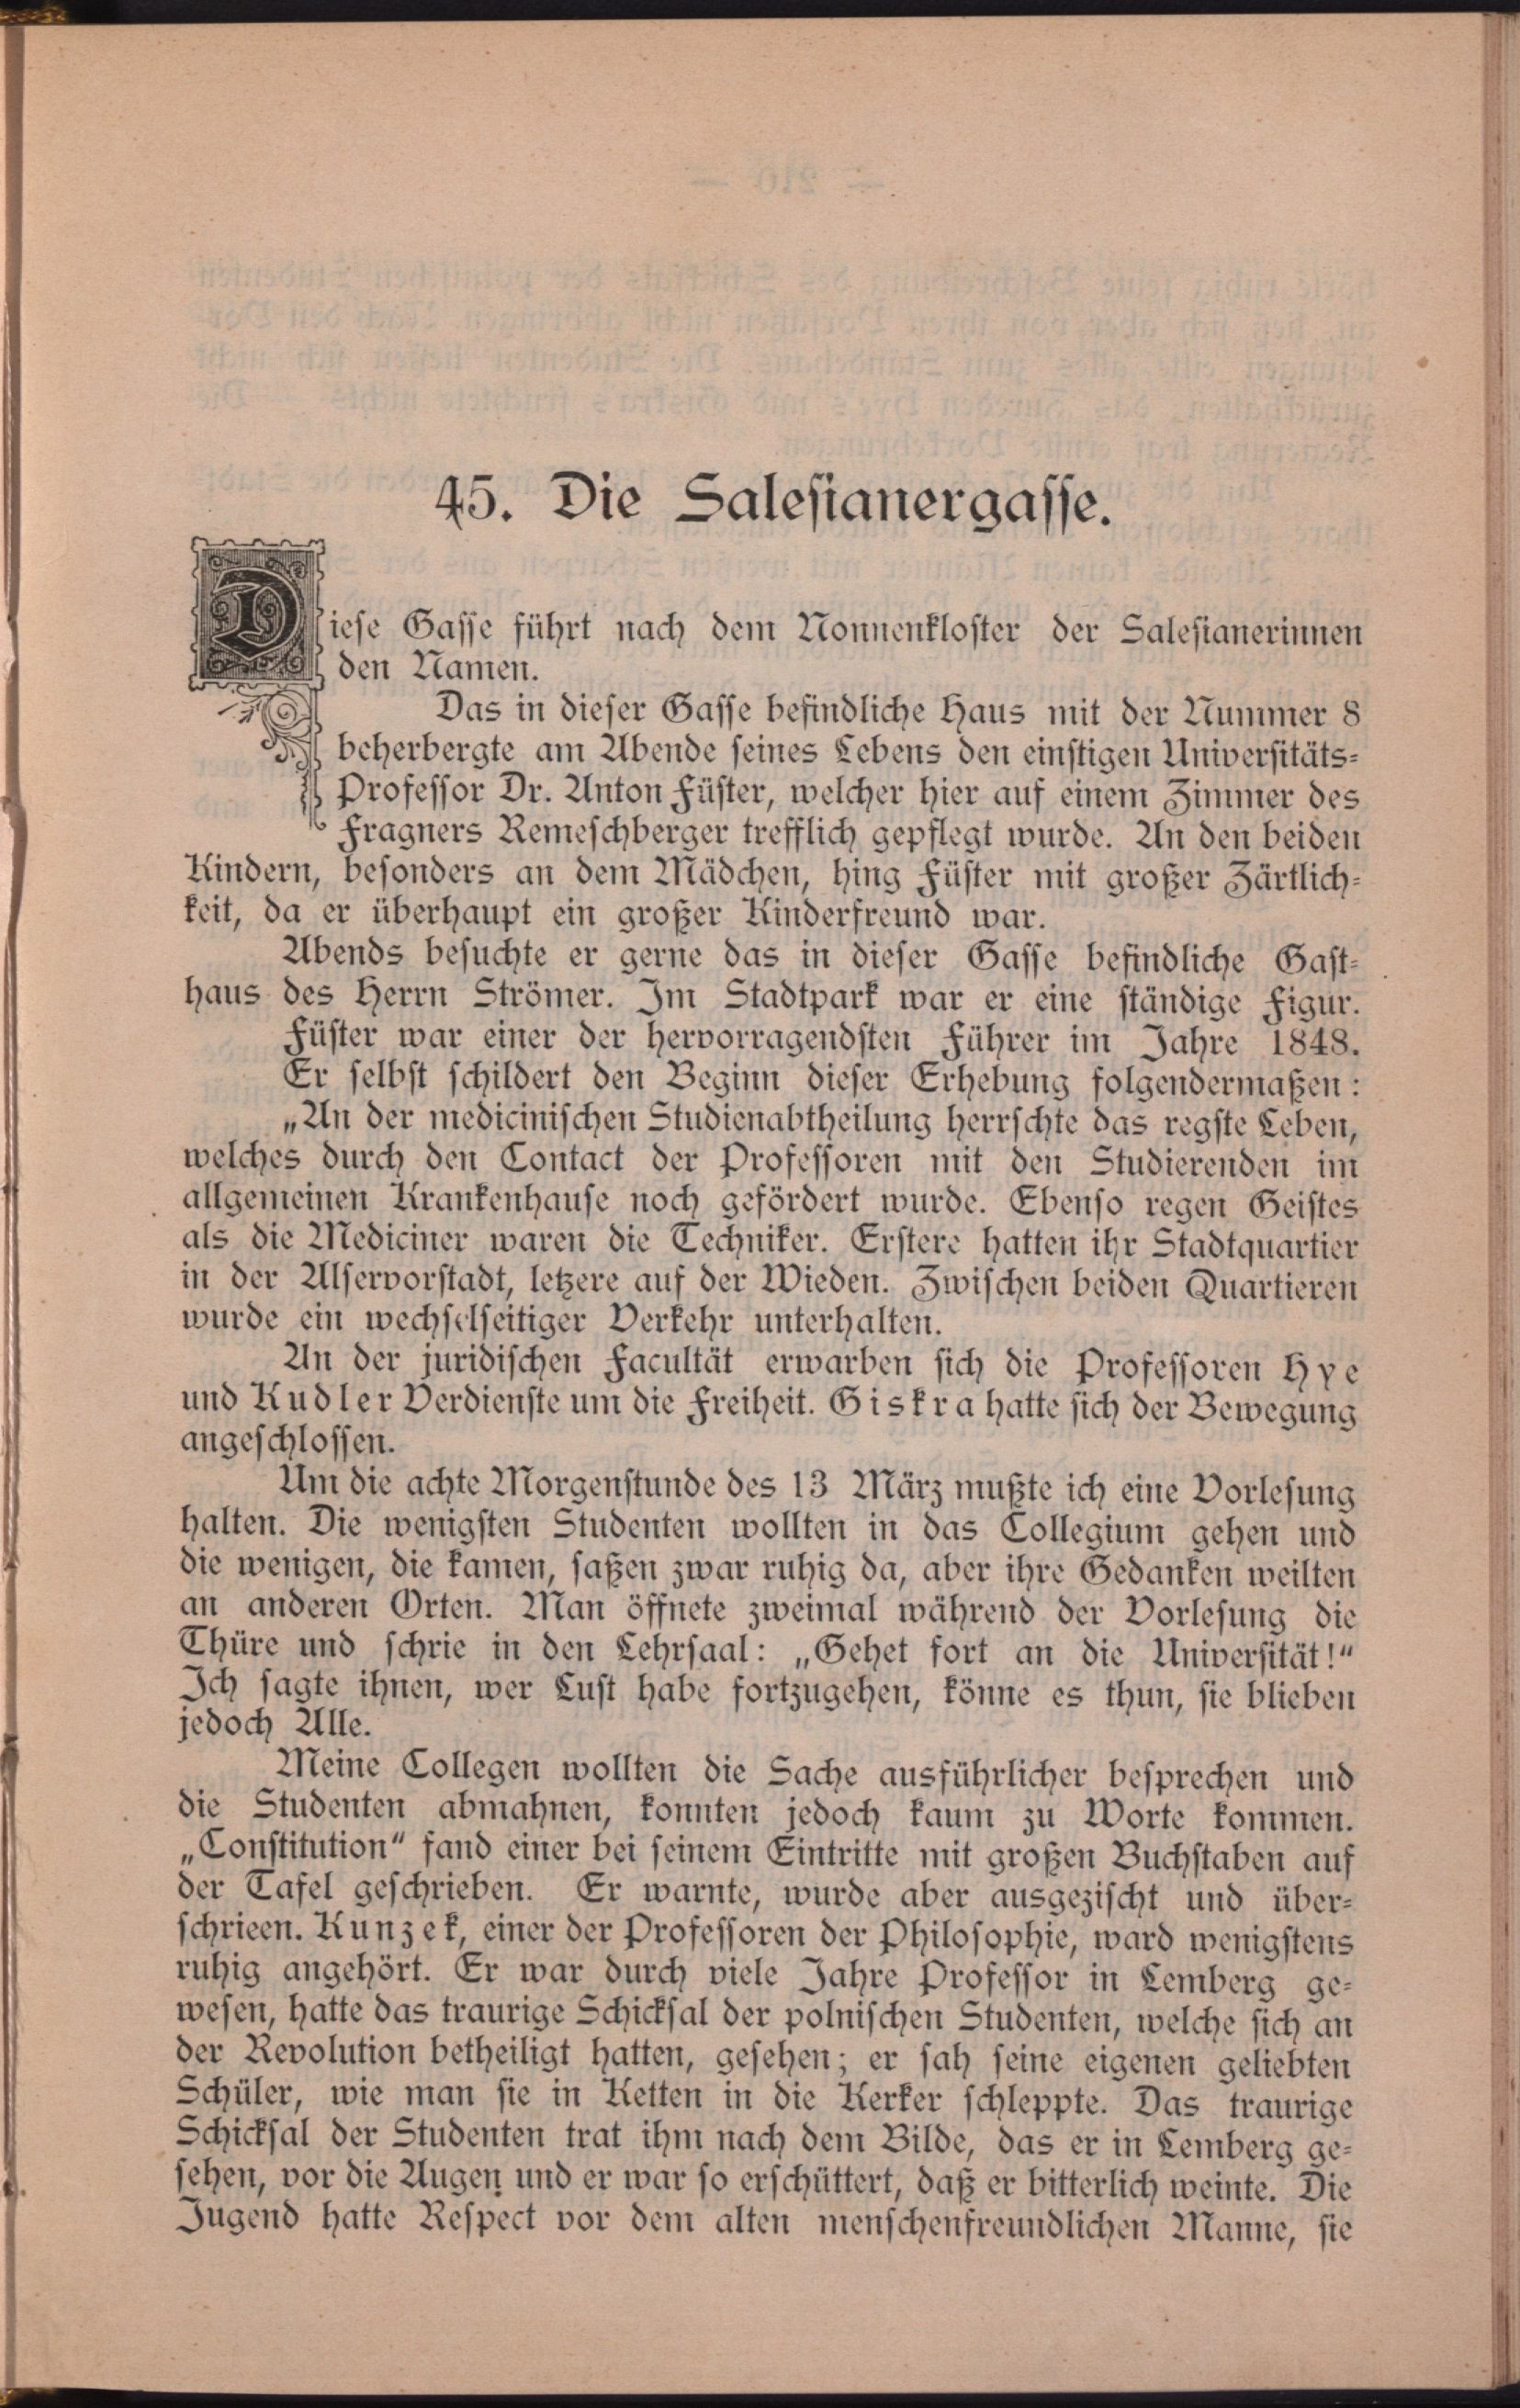 45. Die Salesianergasse.
Diese Gasse führt nach dem Nonnenkloster der Salesianerinnen
den Namen.
Das in dieser Gasse befindliche Haus mit der Nummer 8
beherbergte am Abende seines Lebens den einstigen Universitäts-
Professor Dr. Anton Füster, welcher hier auf einem Zimmer des
Fragners Remeschberger trefflich gepflegt wurde. An den beiden
Kindern, besonders an dem Mädchen, hing Füster mit großer Zärtlich-
keit, da er überhaupt ein großer Kinderfreund war.
Abends besuchte er gerne das in dieser Gasse befindliche Gast-
haus des Herrn Strömer. Im Stadtpark war er eine ständige Figur.
Füster war einer der hervorragendsten Führer im Jahre 1848.
Er selbst schildert den Beginn dieser Erhebung folgendermaßen:
„An der medicinischen Studienabtheilung herrschte das regste Leben,
welches durch den Contact der Professoren mit den Studierenden im
allgemeinen Krankenhause noch gefördert wurde. Ebenso regen Geistes
als die Mediciner waren die Techniker. Erstere hatten ihr Stadtquartier
in der Alservorstadt, letzere auf der Wieden. Zwischen beiden Quartieren
wurde ein wechselseitiger Verkehr unterhalten.
An der juridischen Facultät erwarben sich die Professoren Hye
und Kudler Verdienste um die Freiheit. Giskra hatte sich der Bewegung
angeschlossen.
Um die achte Morgenstunde des 13 März mußte ich eine Vorlesung
halten. Die wenigsten Studenten wollten in das Collegium gehen und
die wenigen, die kamen, saßen zwar ruhig da, aber ihre Gedanken weilten
an anderen Orten. Man öffnete zweimal während der Vorlesung die
Thüre und schrie in den Lehrsaal: „Gehet fort an die Universität!“
Ich sagte ihnen, wer Lust habe fortzugehen, könne es thun, sie blieben
jedoch Alle.
Meine Collegen wollten die Sache ausführlicher besprechen und
die Studenten abmahnen, konnten jedoch kaum zu Worte kommen.
„Constitution“ fand einer bei seinem Eintritte mit großen Buchstaben auf
der Tafel geschrieben. Er warnte, wurde aber ausgezischt und über-
schrieen. Kunzek, einer der Professoren der Philosophie, ward wenigstens
ruhig angehört. Er war durch viele Jahre Professor in Lemberg ge-
wesen, hatte das traurige Schicksal der polnischen Studenten, welche sich an
der Revolution betheiligt hatten, gesehen; er sah seine eigenen geliebten
Schüler, wie man sie in Ketten in die Kerker schleppte. Das traurige
Schicksal der Studenten trat ihm nach dem Bilde, das er in Lemberg ge-
sehen, vor die Augen und er war so erschüttert, daß er bitterlich weinte. Die
Jugend hatte Respect vor dem alten menschenfreundlichen Manne, sie